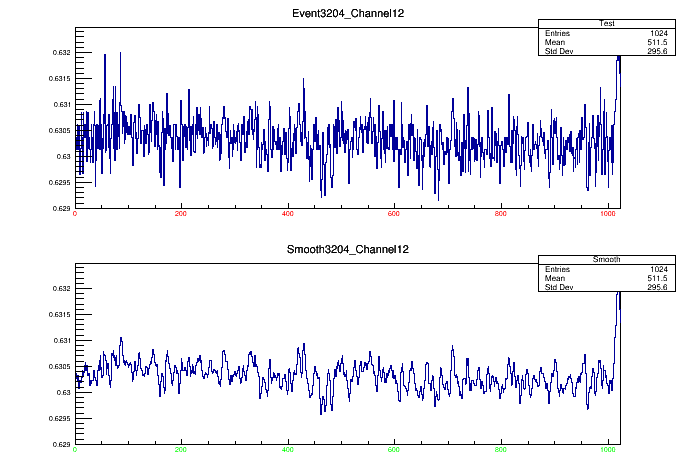 Event3204_Channel12
Test
Entries 1024
Mean 511.5
Std Dev 295.6
0.632
0.6315
0.631
0.6305
0.63
0.6295
0.629
0 200 400 600 800 1000
Smooth3204_Channel12
Smooth
Entries 1024
Mean 511.5
Std Dev 295.6
0.632
0.6315
0.631
0.6305
0.63
0.6295
0.629
0 200 400 600 800 1000